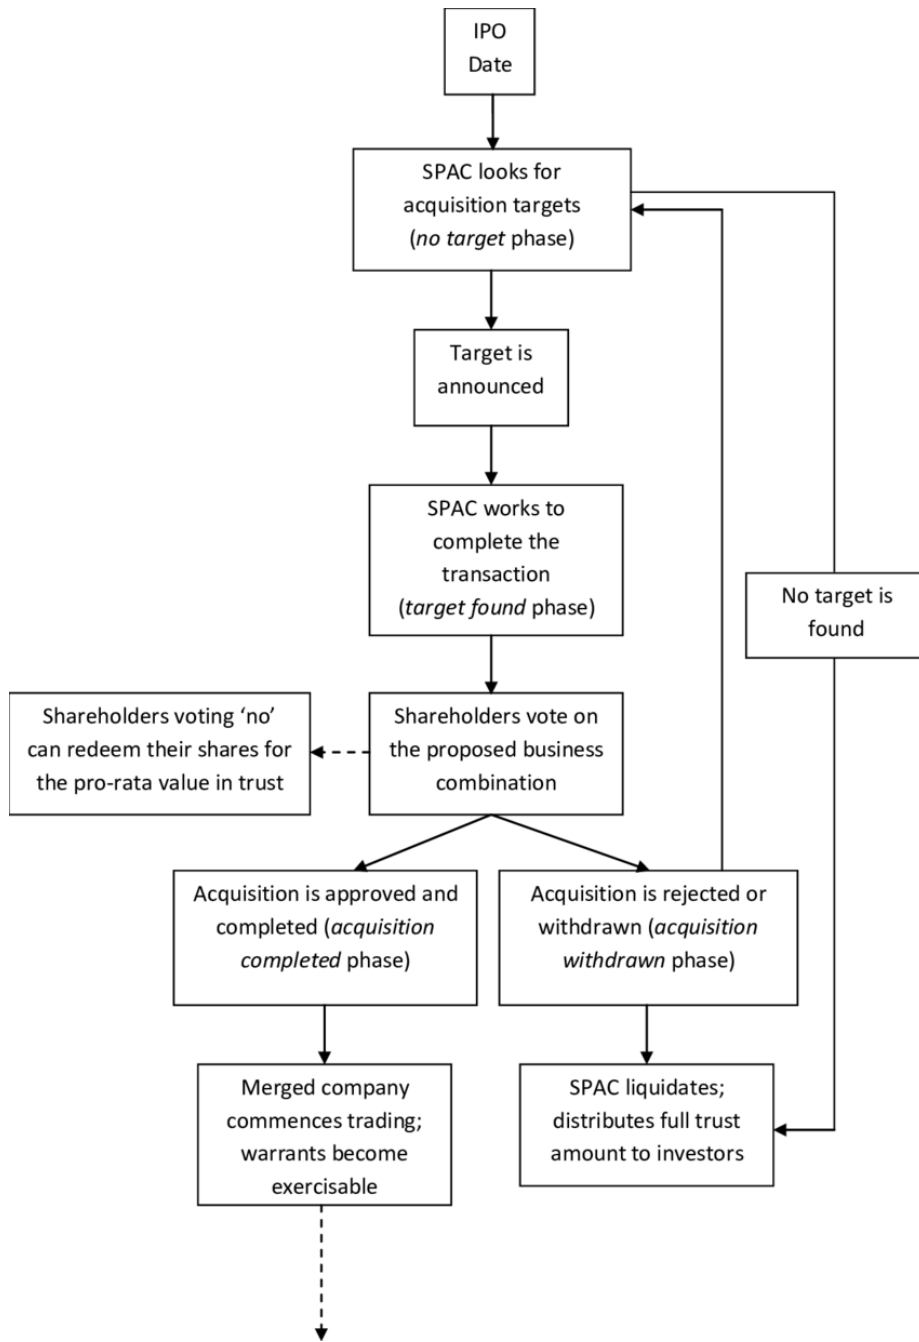 IPO
Date
SPAC looks for
acquisition targets
(no target phase)
Target is
announced
SPAC works to
complete the
transaction
(target found phase)
No target is
found
Shareholders voting ‘no’
can redeem their shares for
the pro-rata value in trust
Shareholders vote on
the proposed business
combination
Acquisition is approved and
completed (acquisition
completed phase)
Acquisition is rejected or
withdrawn (acquisition
withdrawn phase)
Merged company
commences trading;
warrants become
exercisable
SPAC liquidates;
distributes full trust
amount to investors